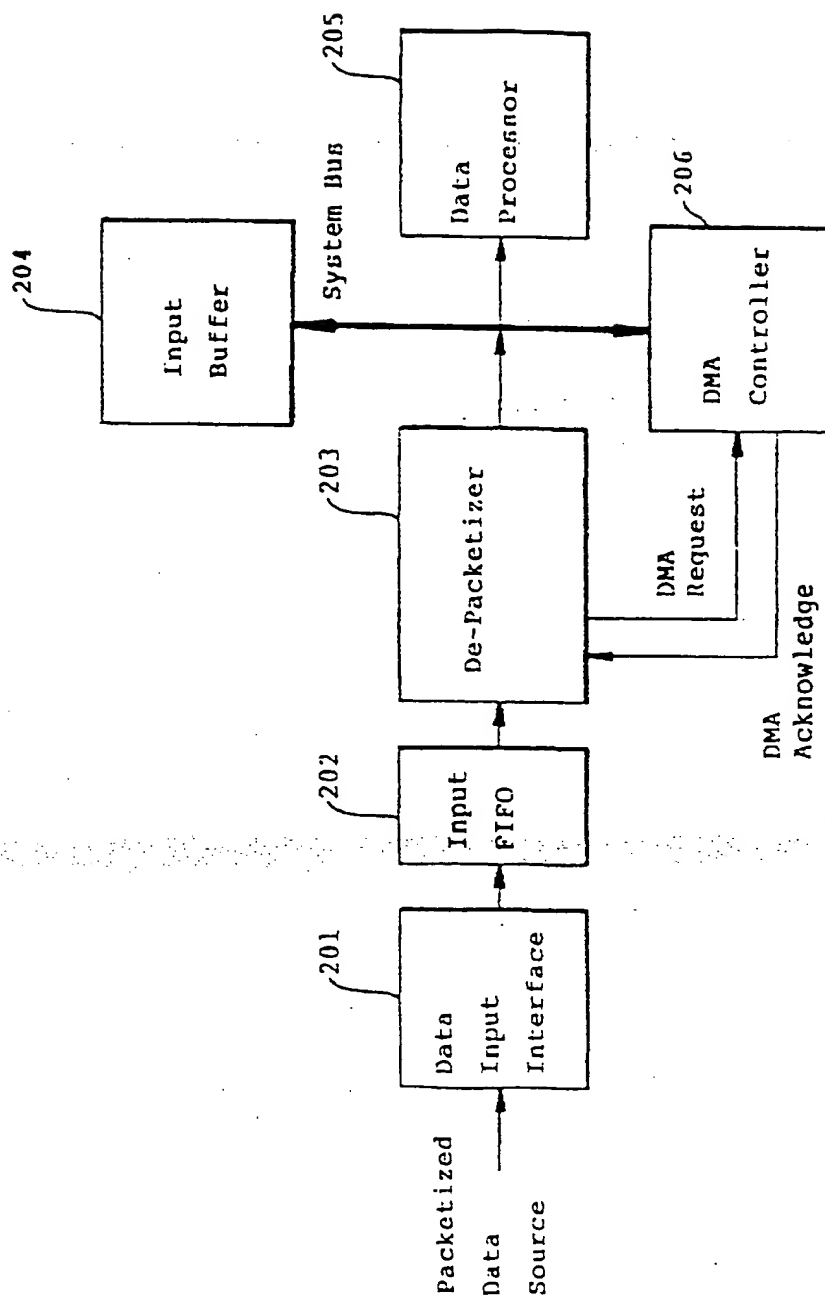 Packetized
Data
Source
201
Data
Input
Interface
202
Input
FIFO
203
De-Packetizer
DMA
Request
DMA
Acknowledge
204
Input
Buffer
System Bus
205
Data
Processor
206
DMA
Controller